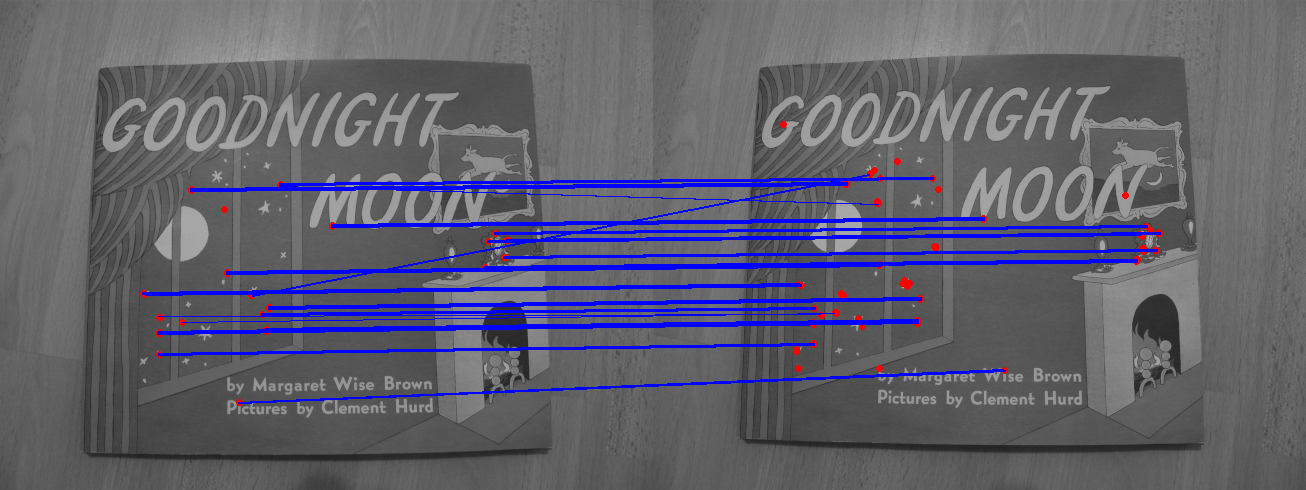 GOODNIGHT
MOON
by Margaret Wise Brown
Pictures by Clement Hurd
GOODNIGHT
MOON
by Margaret Wise Brown
Pictures by Clement Hurd